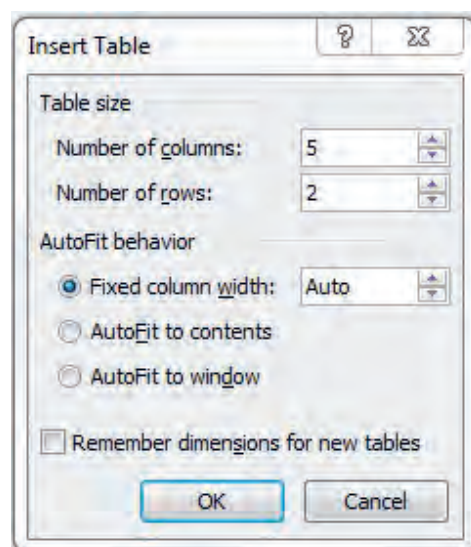 Insert Table
Table size
Number of columns: 5
Number of rows: 2
AutoFit behavior
Fixed column width: Auto
AutoFit to contents
AutoFit to window
Remember dimensions for new tables
OK Cancel